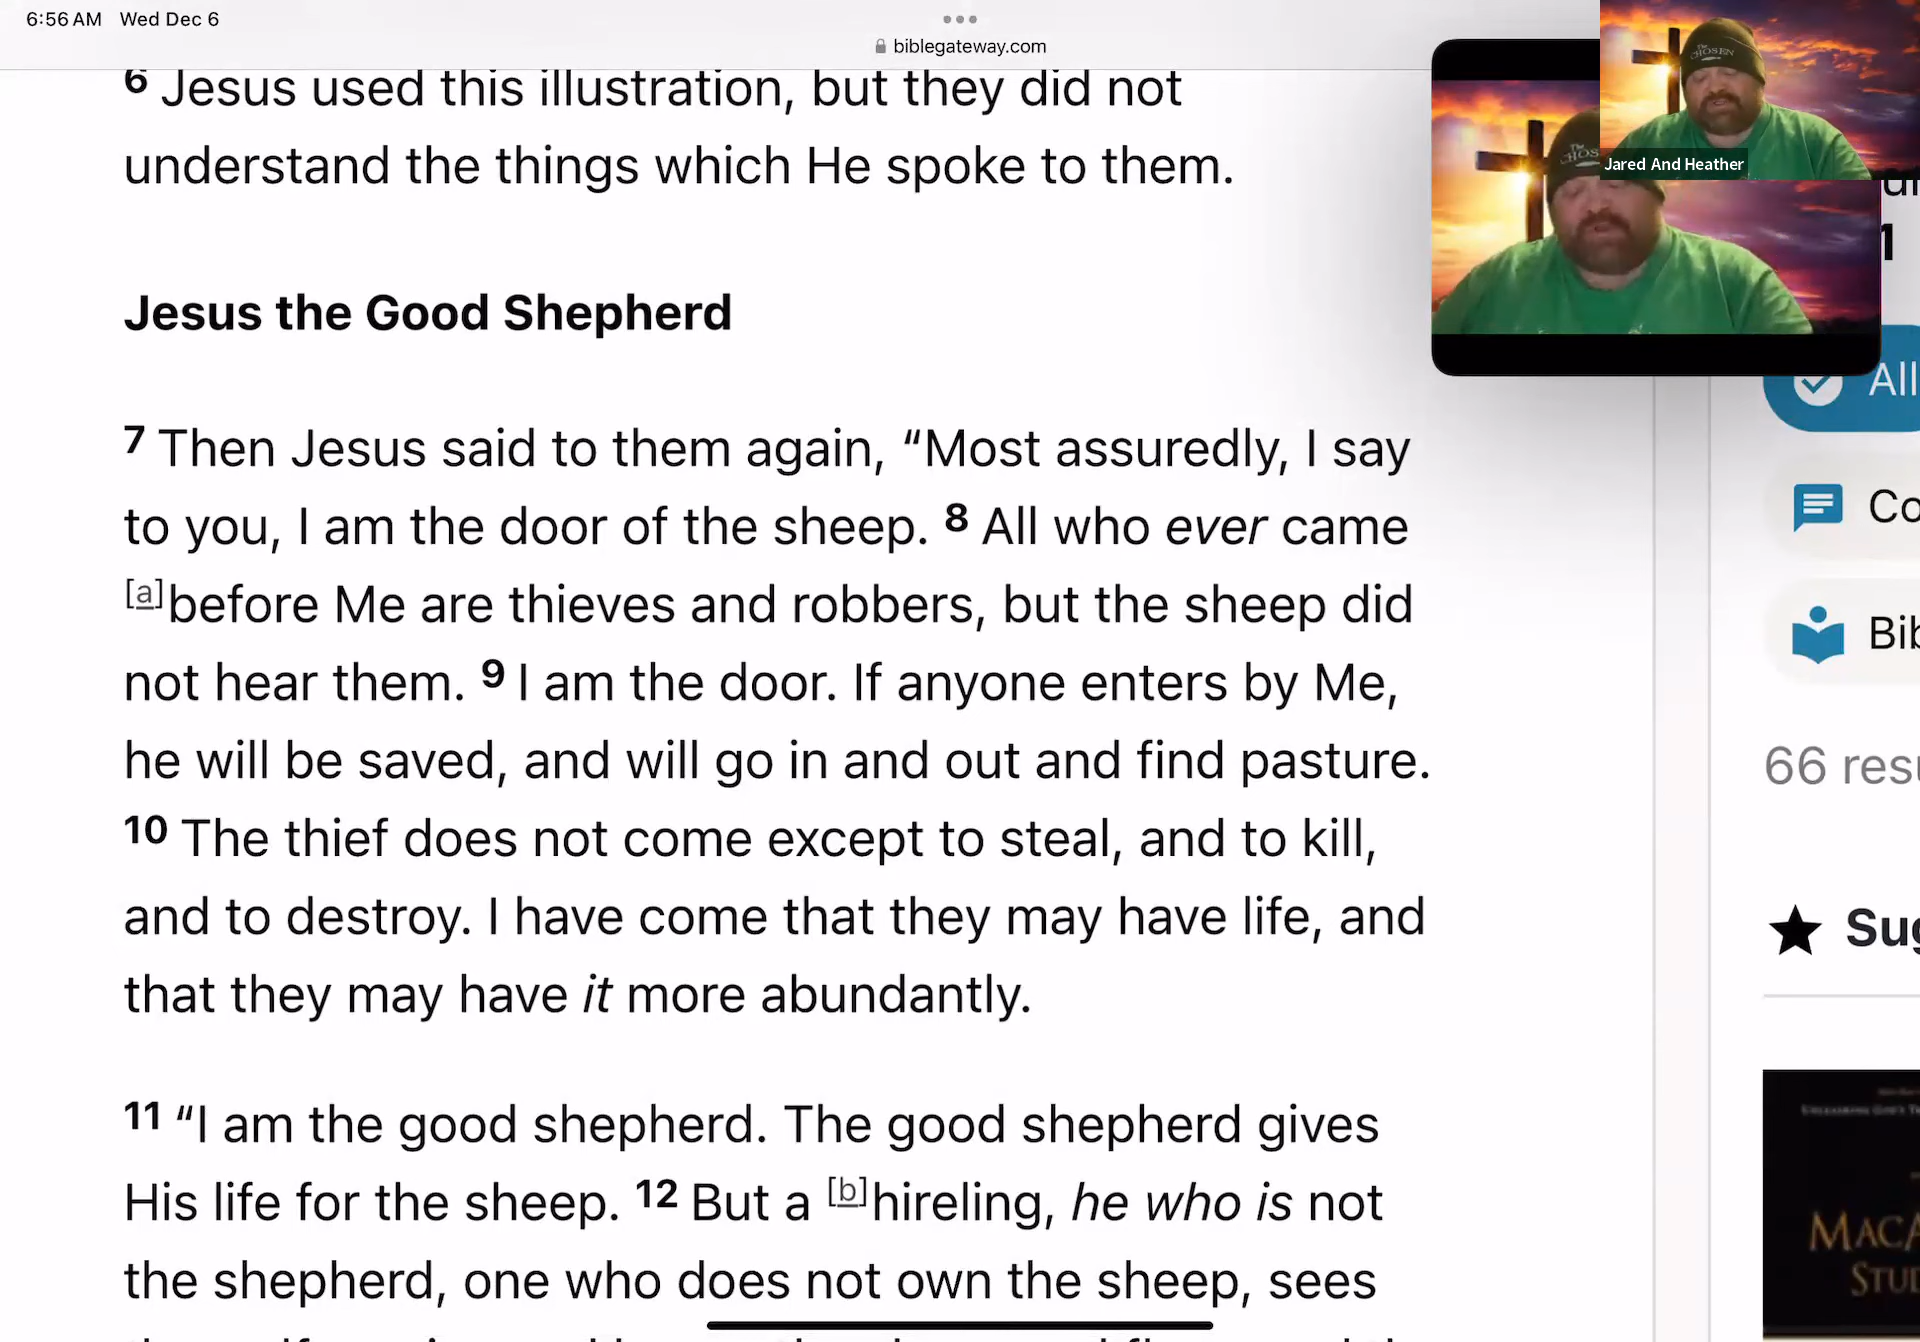 6:56 AM Wed Dec 6
biblegateway.com
6 Jesus used this illustration, but they did not
understand the things which He spoke to them.
Jesus the Good Shepherd
7 Then Jesus said to them again, “Most assuredly, I say
to you, I am the door of the sheep. 8 All who ever came
[a]before Me are thieves and robbers, but the sheep did
not hear them. 9 I am the door. If anyone enters by Me,
he will be saved, and will go in and out and find pasture.
10 The thief does not come except to steal, and to kill,
and to destroy. I have come that they may have life, and
that they may have it more abundantly.
11 “I am the good shepherd. The good shepherd gives
His life for the sheep. 12 But a [b]hireling, he who is not
the shepherd, one who does not own the sheep, sees
The
CHOSEN
Jared And Heather
1
All
Co
Bib
66 resu
Sug
MACA
STUD